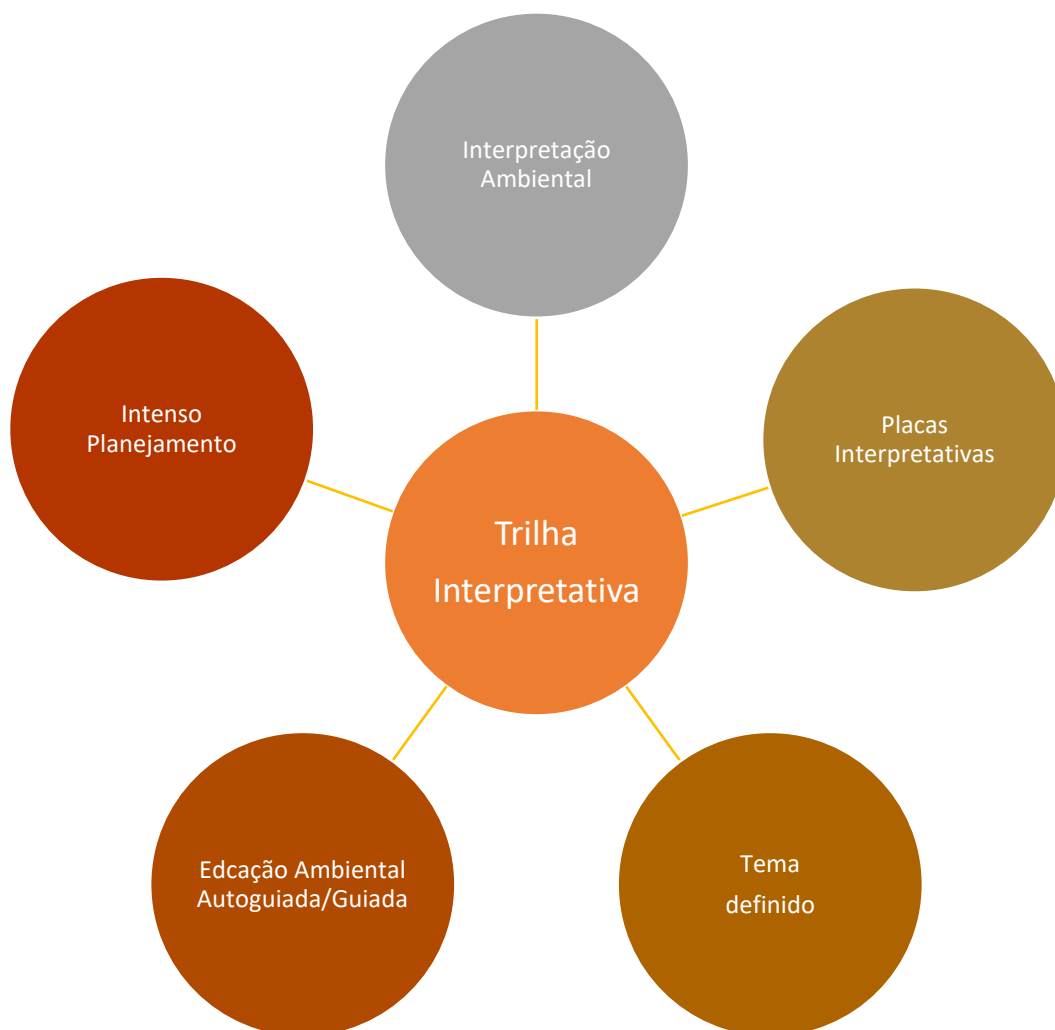 Interpretação
Ambiental
Intenso
Planejamento
Placas
Interpretativas
Trilha
Interpretativa
Edcação Ambiental
Autoguiada/Guiada
Tema
definido